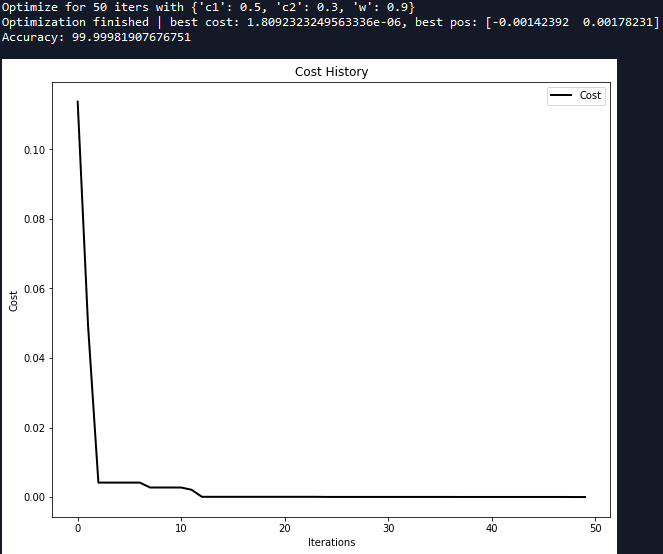 Optimize for 50 iters with {'c1': 0.5, 'c2': 0.3, 'w': 0.9}
Optimization finished | best cost: 1.8092323249563336e-06, best pos: [-0.00142392  0.00178231]
Accuracy: 99.99981907676751
Cost History
Cost
0.10
0.08
0.06
0.04
0.02
0.00
Cost
0 10 20 30 40 50
Iterations